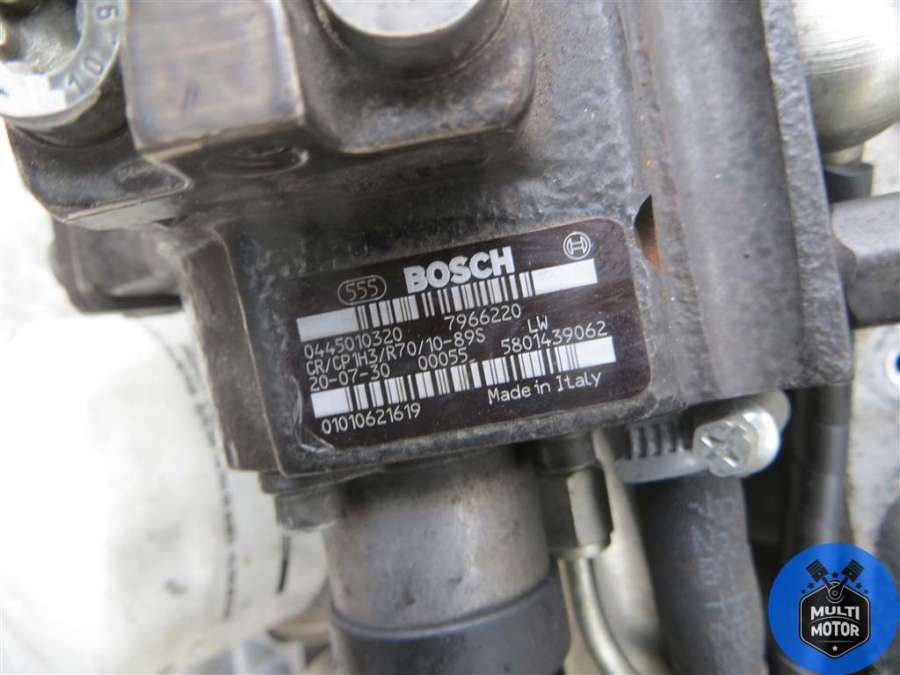 555 BOSCH
0445010320 7966220
CR/CP1H3/R70/10-89S LW
20-07-30 00055 5801439062
01010621619 Made in Italy
MULTI
MOTOR